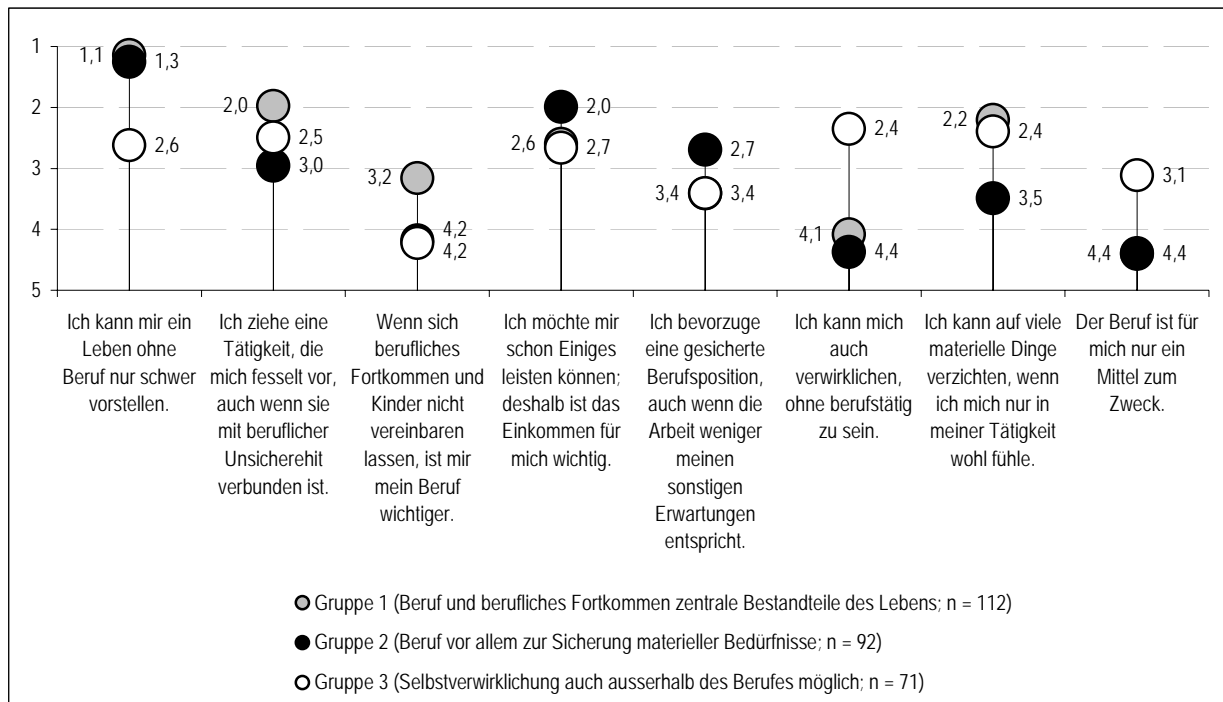 1
1,1
1,3
2,0
2,0
2,2
2
2,4
2,4
2,6
2,5
2,6
2,7
2,7
3
3,0
3,2
3,4
3,4
3,1
3,5
4
4,2
4,2
4,1
4,4
4,4
4,4
5
Ich kann mir ein
Leben ohne
Beruf nur schwer
vorstellen.
Ich ziehe eine
Tätigkeit, die
mich fesselt vor,
auch wenn sie
mit beruflicher
Unsicherehit
verbunden ist.
Wenn sich
berufliches
Fortkommen und
Kinder nicht
vereinbaren
lassen, ist mir
mein Beruf
wichtiger.
Ich möchte mir
schon Einiges
leisten können;
deshalb ist das
Einkommen für
mich wichtig.
Ich bevorzuge
eine gesicherte
Berufsposition,
auch wenn die
Arbeit weniger
meinen
sonstigen
Erwartungen
entspricht.
Ich kann mich
auch
verwirklichen,
ohne berufstätig
zu sein.
Ich kann auf viele
materielle Dinge
verzichten, wenn
ich mich nur in
meiner Tätigkeit
wohl fühle.
Der Beruf ist für
mich nur ein
Mittel zum
Zweck.
Gruppe 1 (Beruf und berufliches Fortkommen zentrale Bestandteile des Lebens; n = 112)
Gruppe 2 (Beruf vor allem zur Sicherung materieller Bedürfnisse; n = 92)
Gruppe 3 (Selbstverwirklichung auch ausserhalb des Berufes möglich; n = 71)